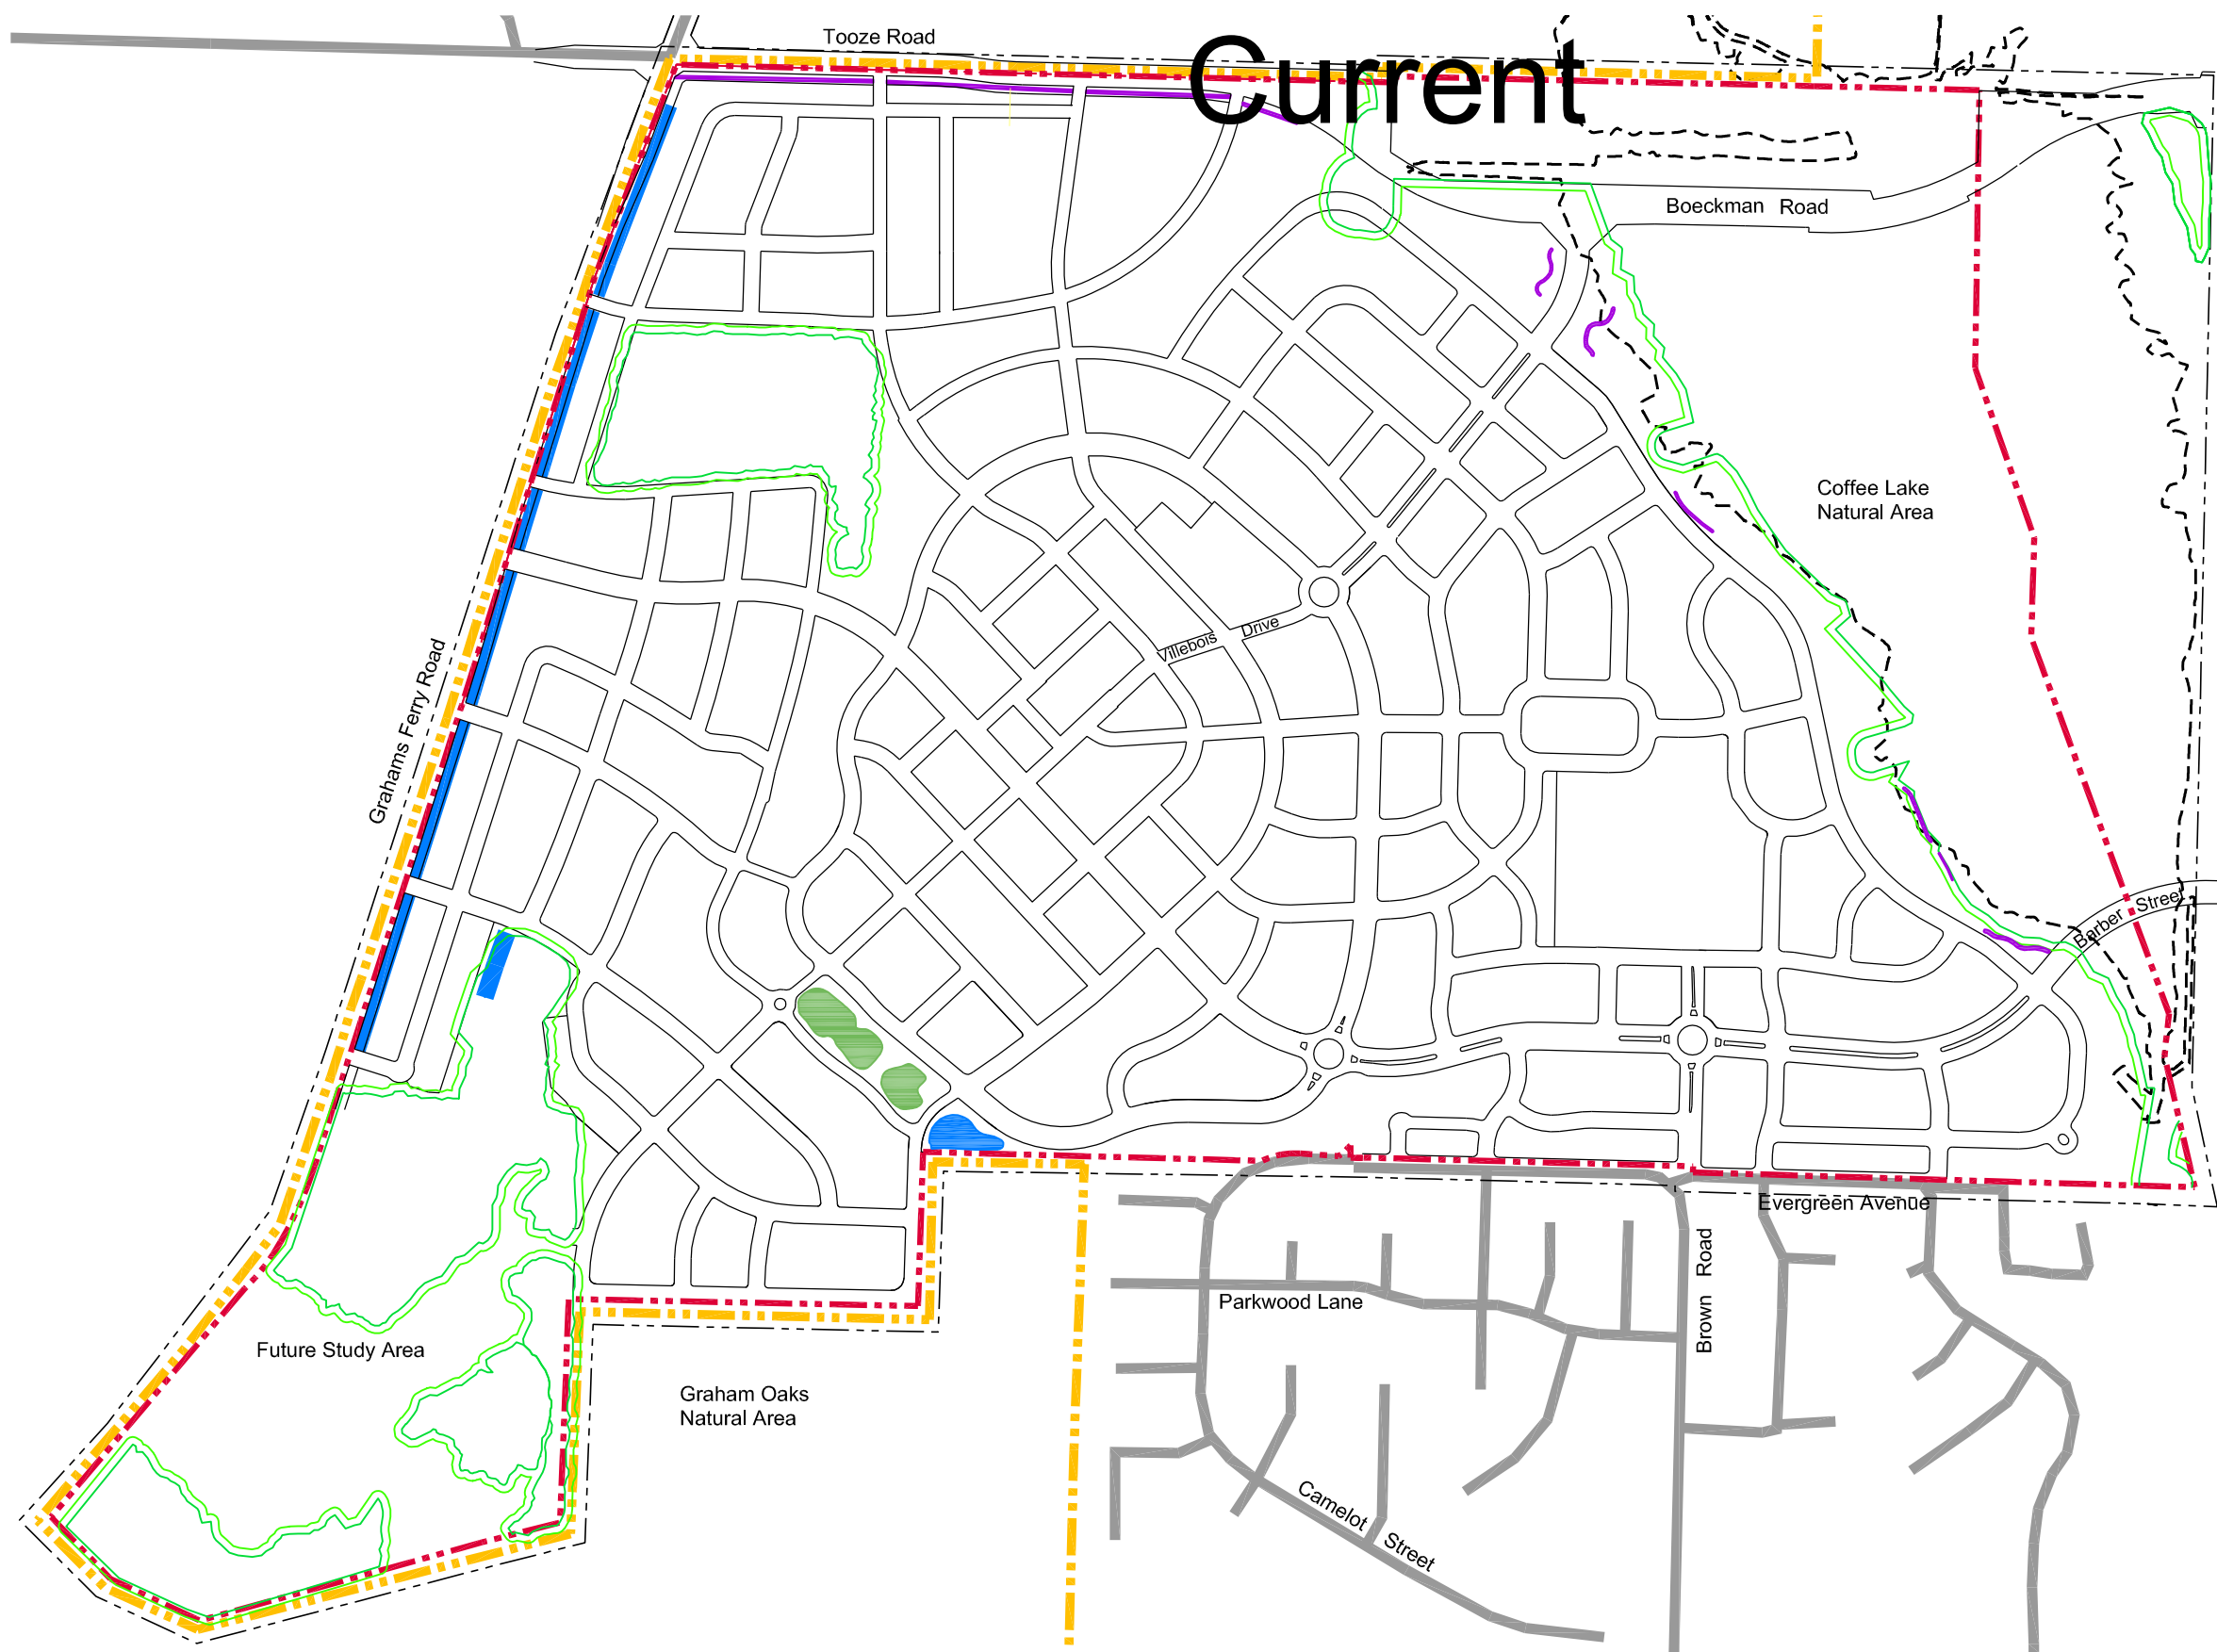 Tooze Road
Current
Boeckman Road
Coffee Lake
Natural Area
Villebois Drive
Grahams Ferry Road
Barber Street
Evergreen Avenue
Brown Road
Parkwood Lane
Future Study Area
Graham Oaks
Natural Area
Camelot Street